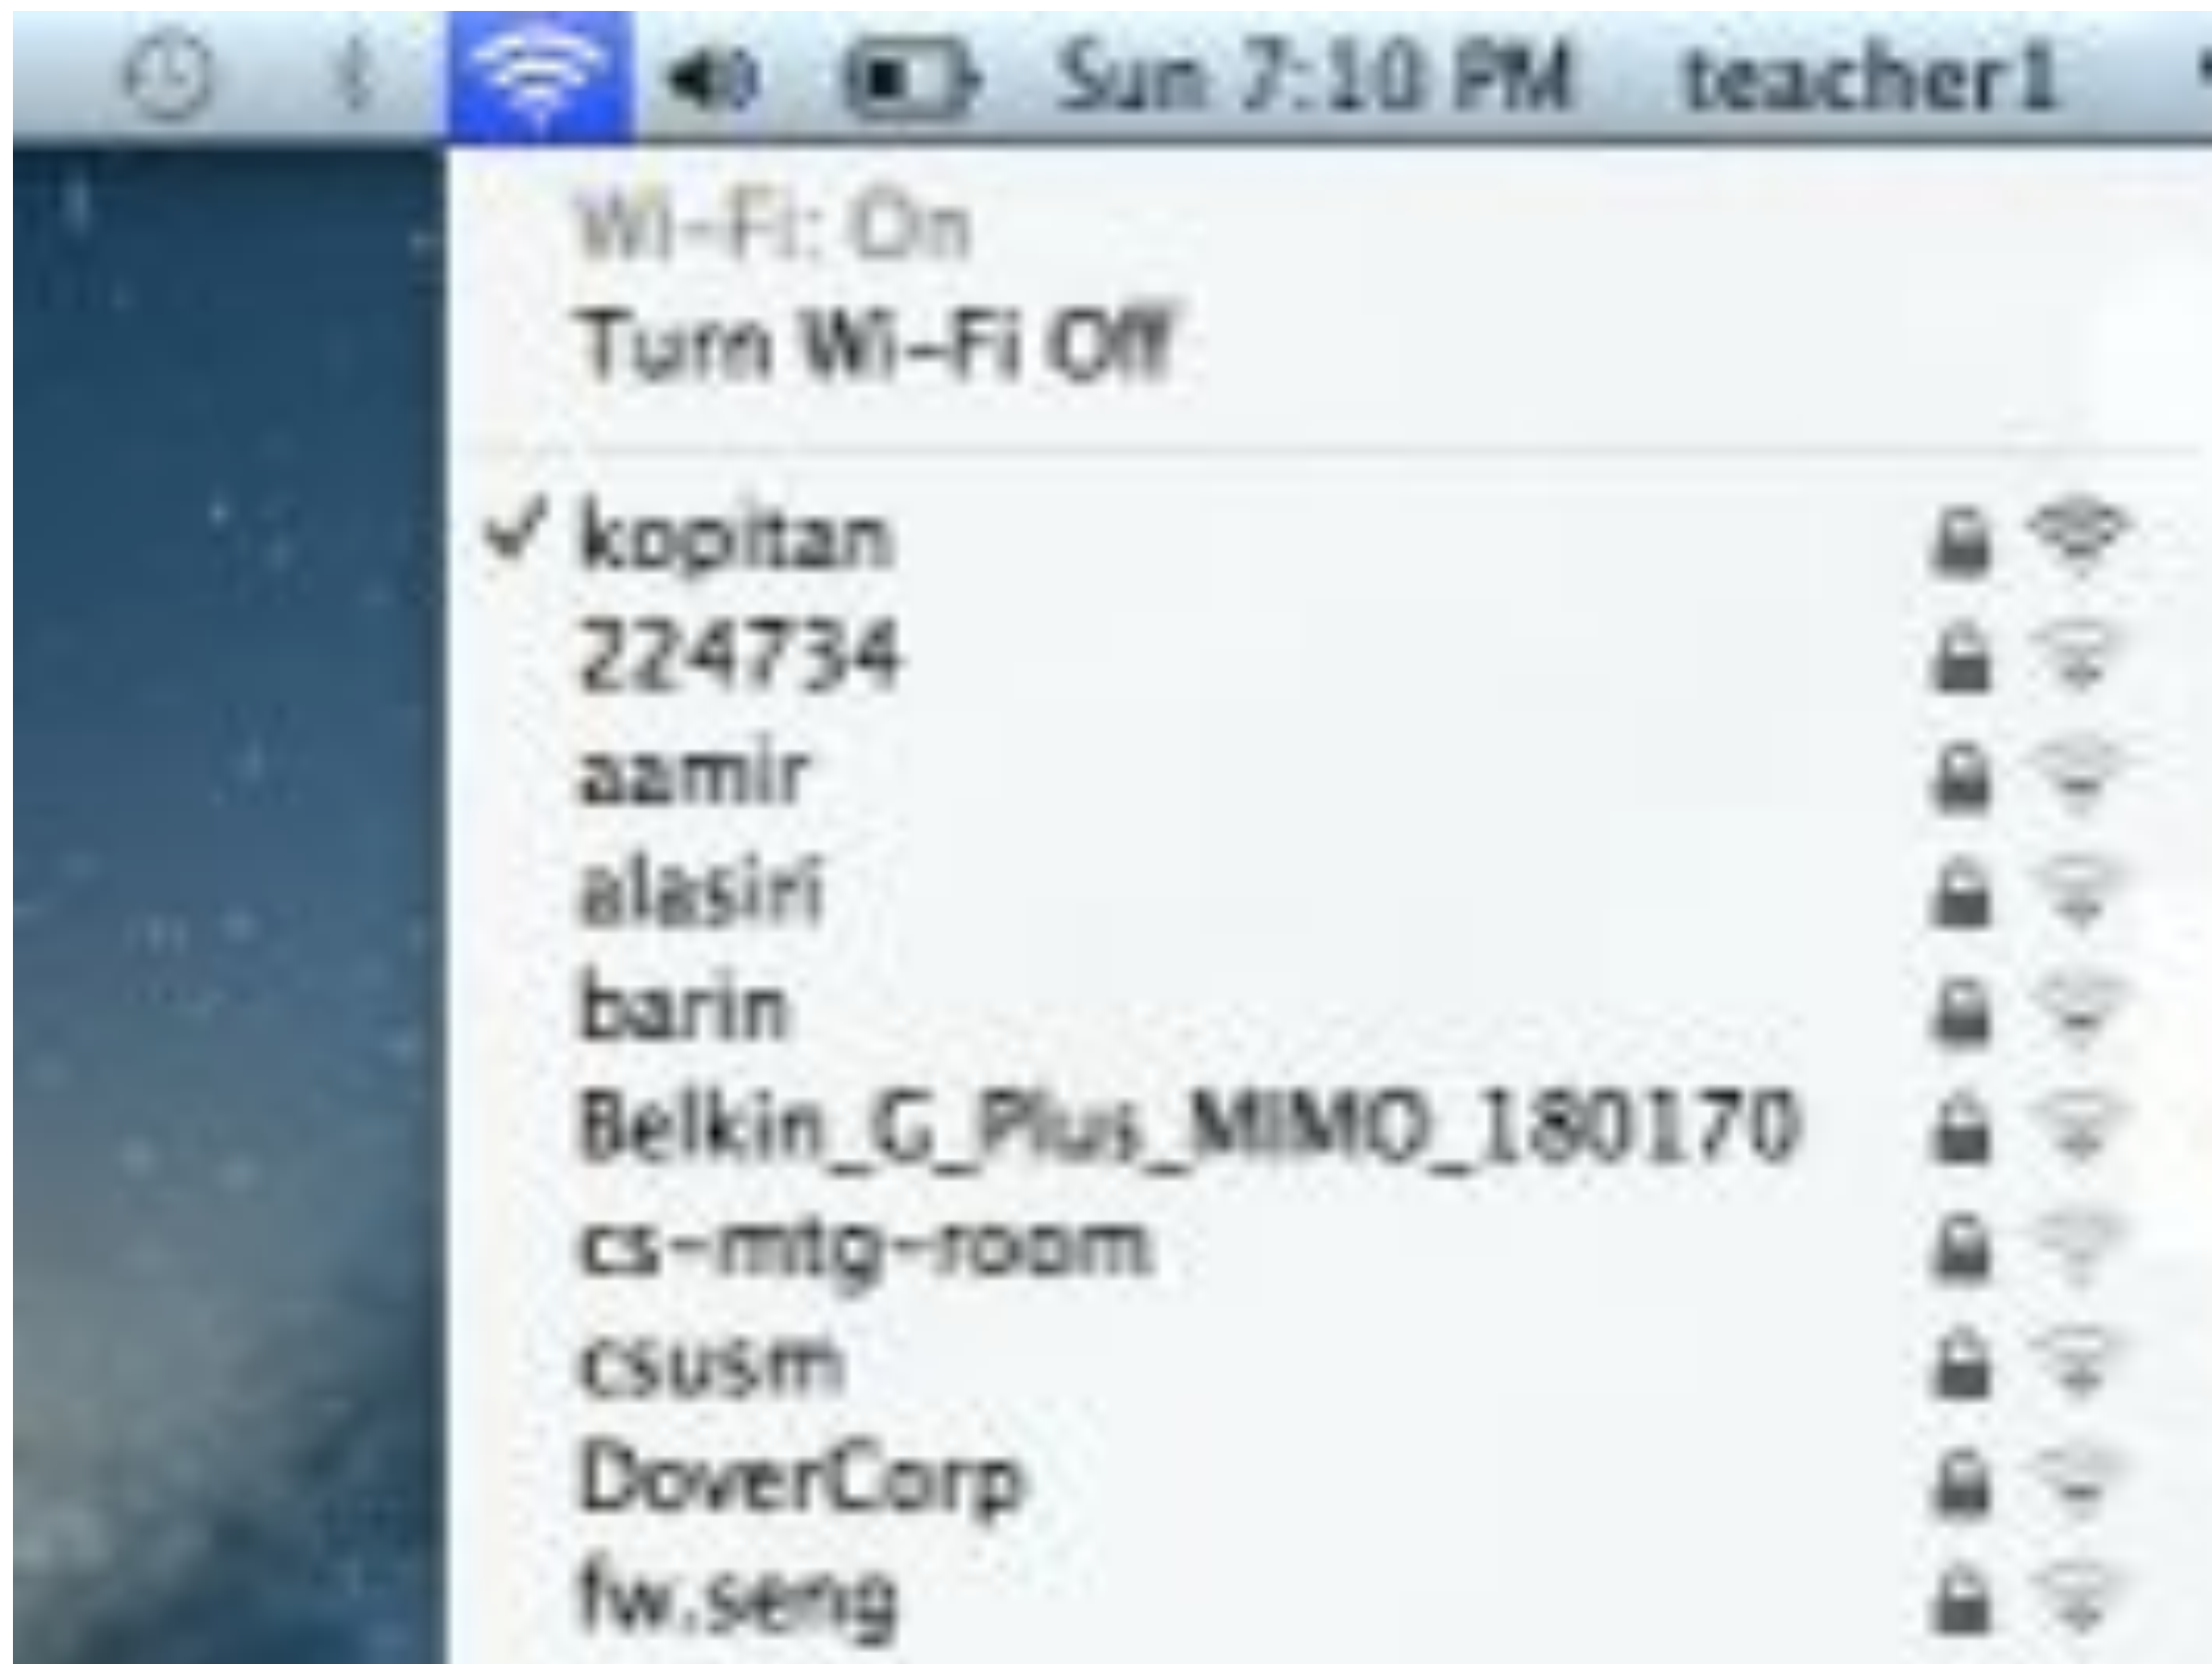 Sun 7:10 PM teacher1
Wi-Fi: On
Turn Wi-Fi Off
kopitan
224734
aamir
alasiri
barin
Belkin_G_Plus_MIMO_180170
cs-mtg-room
csusm
DoverCorp
fw.seng